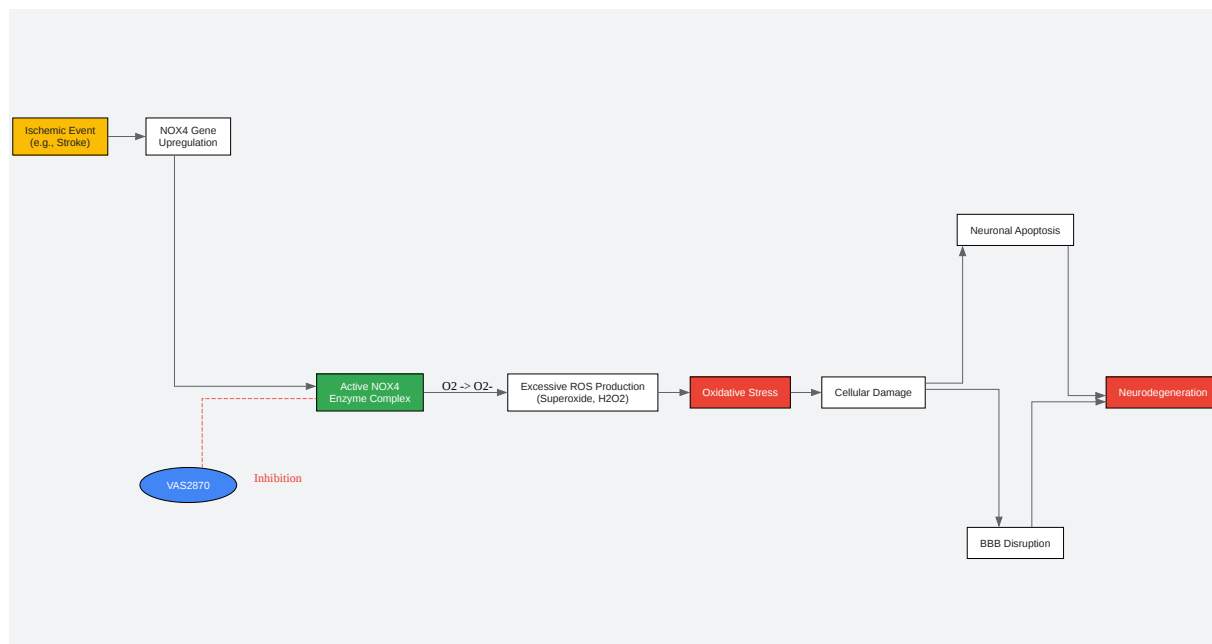 Ischemic Event
(e.g., Stroke)
NOX4 Gene
Upregulation
Neuronal Apoptosis
Active NOX4
Enzyme Complex
O2 -> O2-
Excessive ROS Production
(Superoxide, H2O2)
Oxidative Stress
Cellular Damage
Neurodegeneration
VAS2870
Inhibition
BBB Disruption